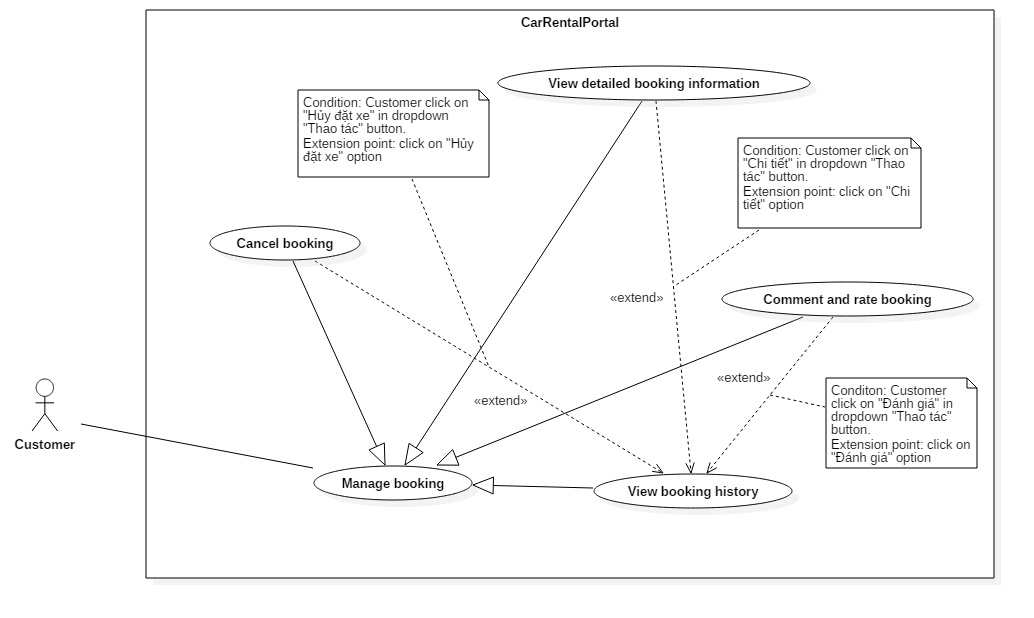 CarRentalPortal
View detailed booking information
Condition: Customer click on
"Hủy đặt xe" in dropdown
"Thao tác" button.
Extension point: click on "Hủy
đặt xe" option
Condition: Customer click on
"Chi tiết" in dropdown "Thao
tác" button.
Extension point: click on "Chi
tiết" option
Cancel booking
«extend»
Comment and rate booking
«extend»
«extend»
Conditon: Customer
click on "Đánh giá" in
dropdown "Thao tác"
button.
Extension point: click on
"Đánh giá" option
Customer
Manage booking
View booking history